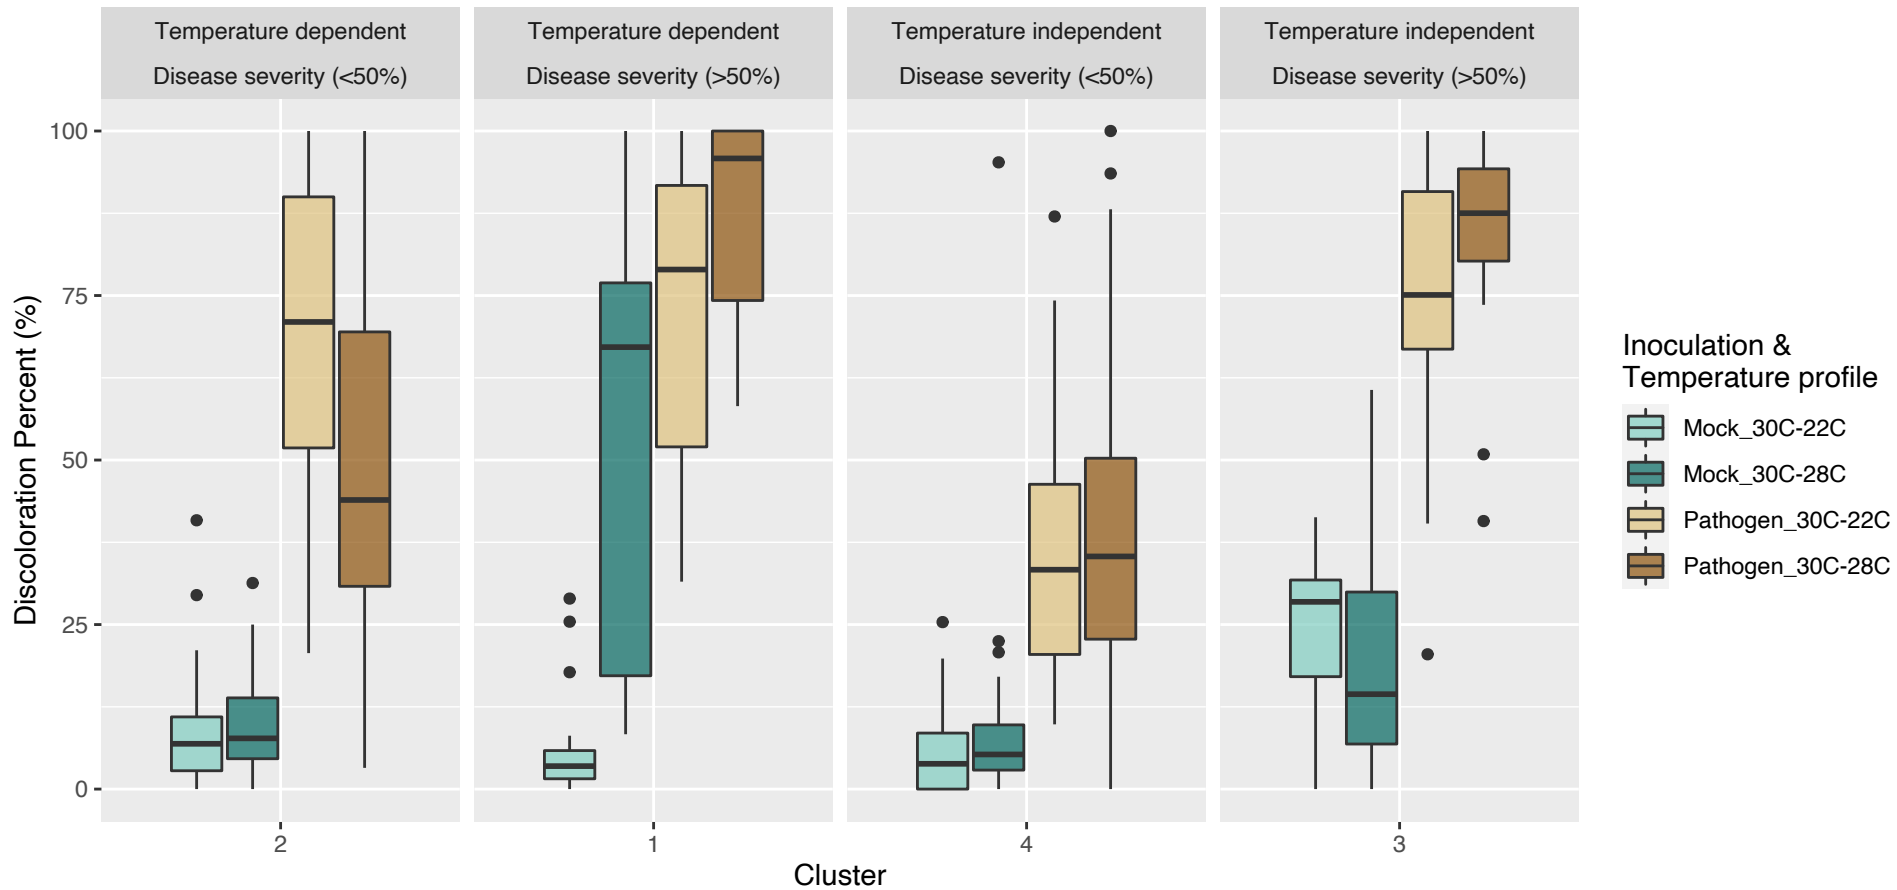 Temperature dependent
Disease severity (<50%)
Temperature dependent
Disease severity (>50%)
Temperature independent
Disease severity (<50%)
Temperature independent
Disease severity (>50%)
Discoloration Percent (%)
100
75
50
25
0
2
1
4
3
Cluster
Inoculation &
Temperature profile
Mock_30C-22C
Mock_30C-28C
Pathogen_30C-22C
Pathogen_30C-28C